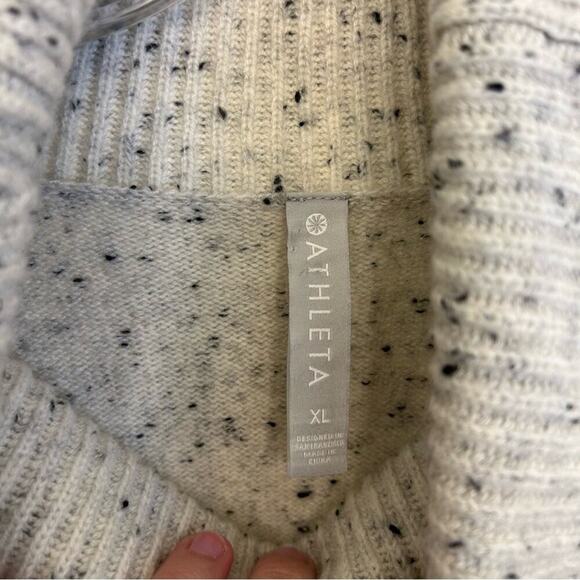 ATHLETA
XL
DESIGNED IN
SAN FRANCISCO
MADE IN
CHINA